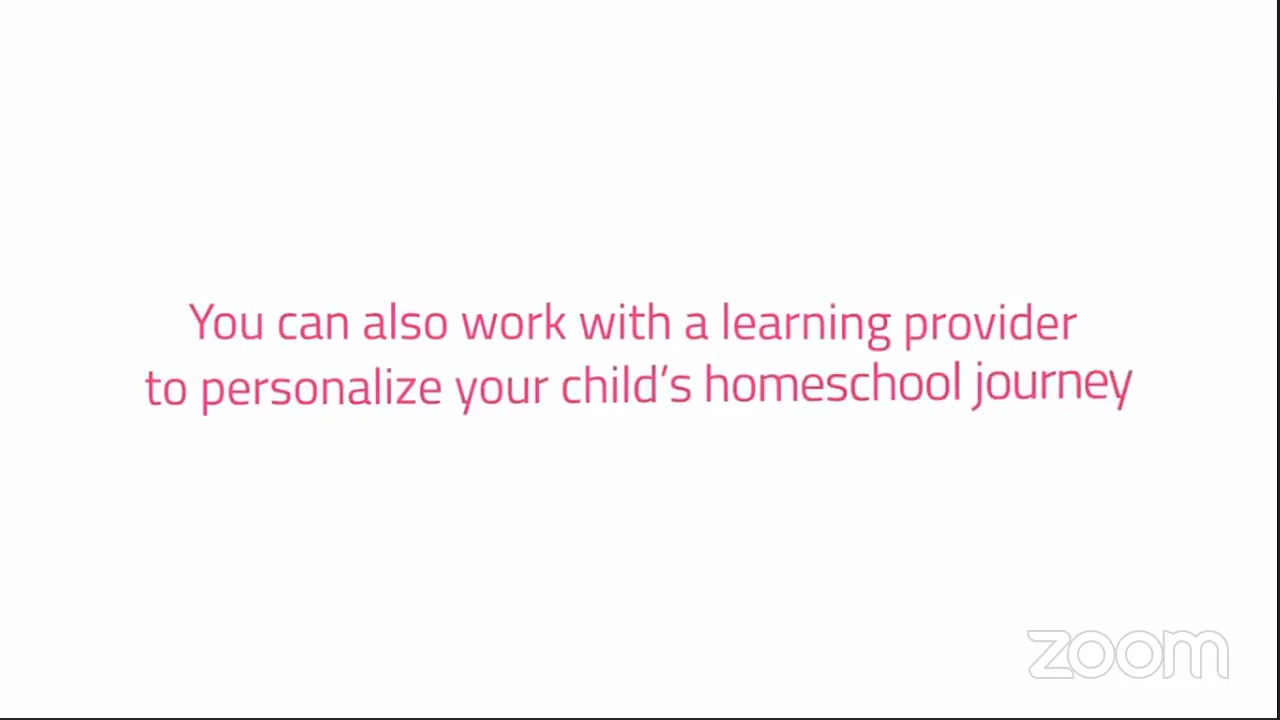 You can also work with a learning provider
to personalize your child’s homeschool journey
zoom